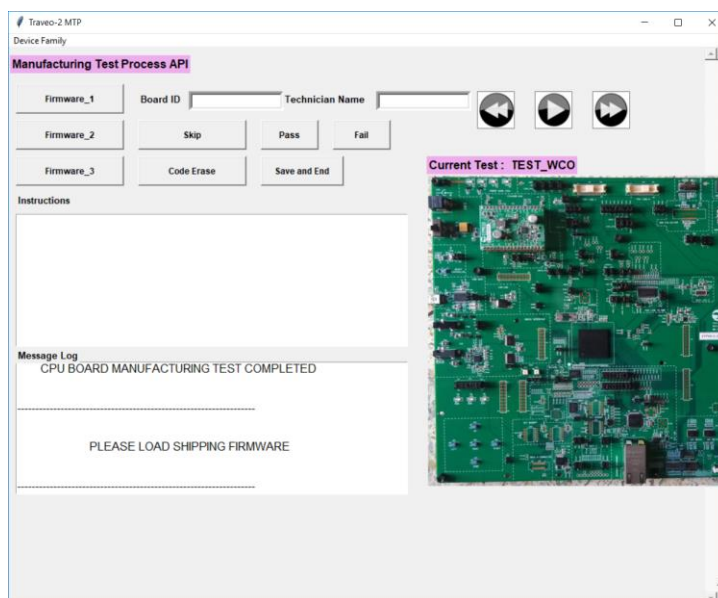 Traveo-2 MTP
Device Family
Manufacturing Test Process API
Firmware_1 Board ID Technician Name
Firmware_2 Skip Pass Fail
Firmware_3 Code Erase Save and End
Current Test : TEST_WCO
Instructions
Message Log
CPU BOARD MANUFACTURING TEST COMPLETED
----------------------------------------------------------------
PLEASE LOAD SHIPPING FIRMWARE
----------------------------------------------------------------